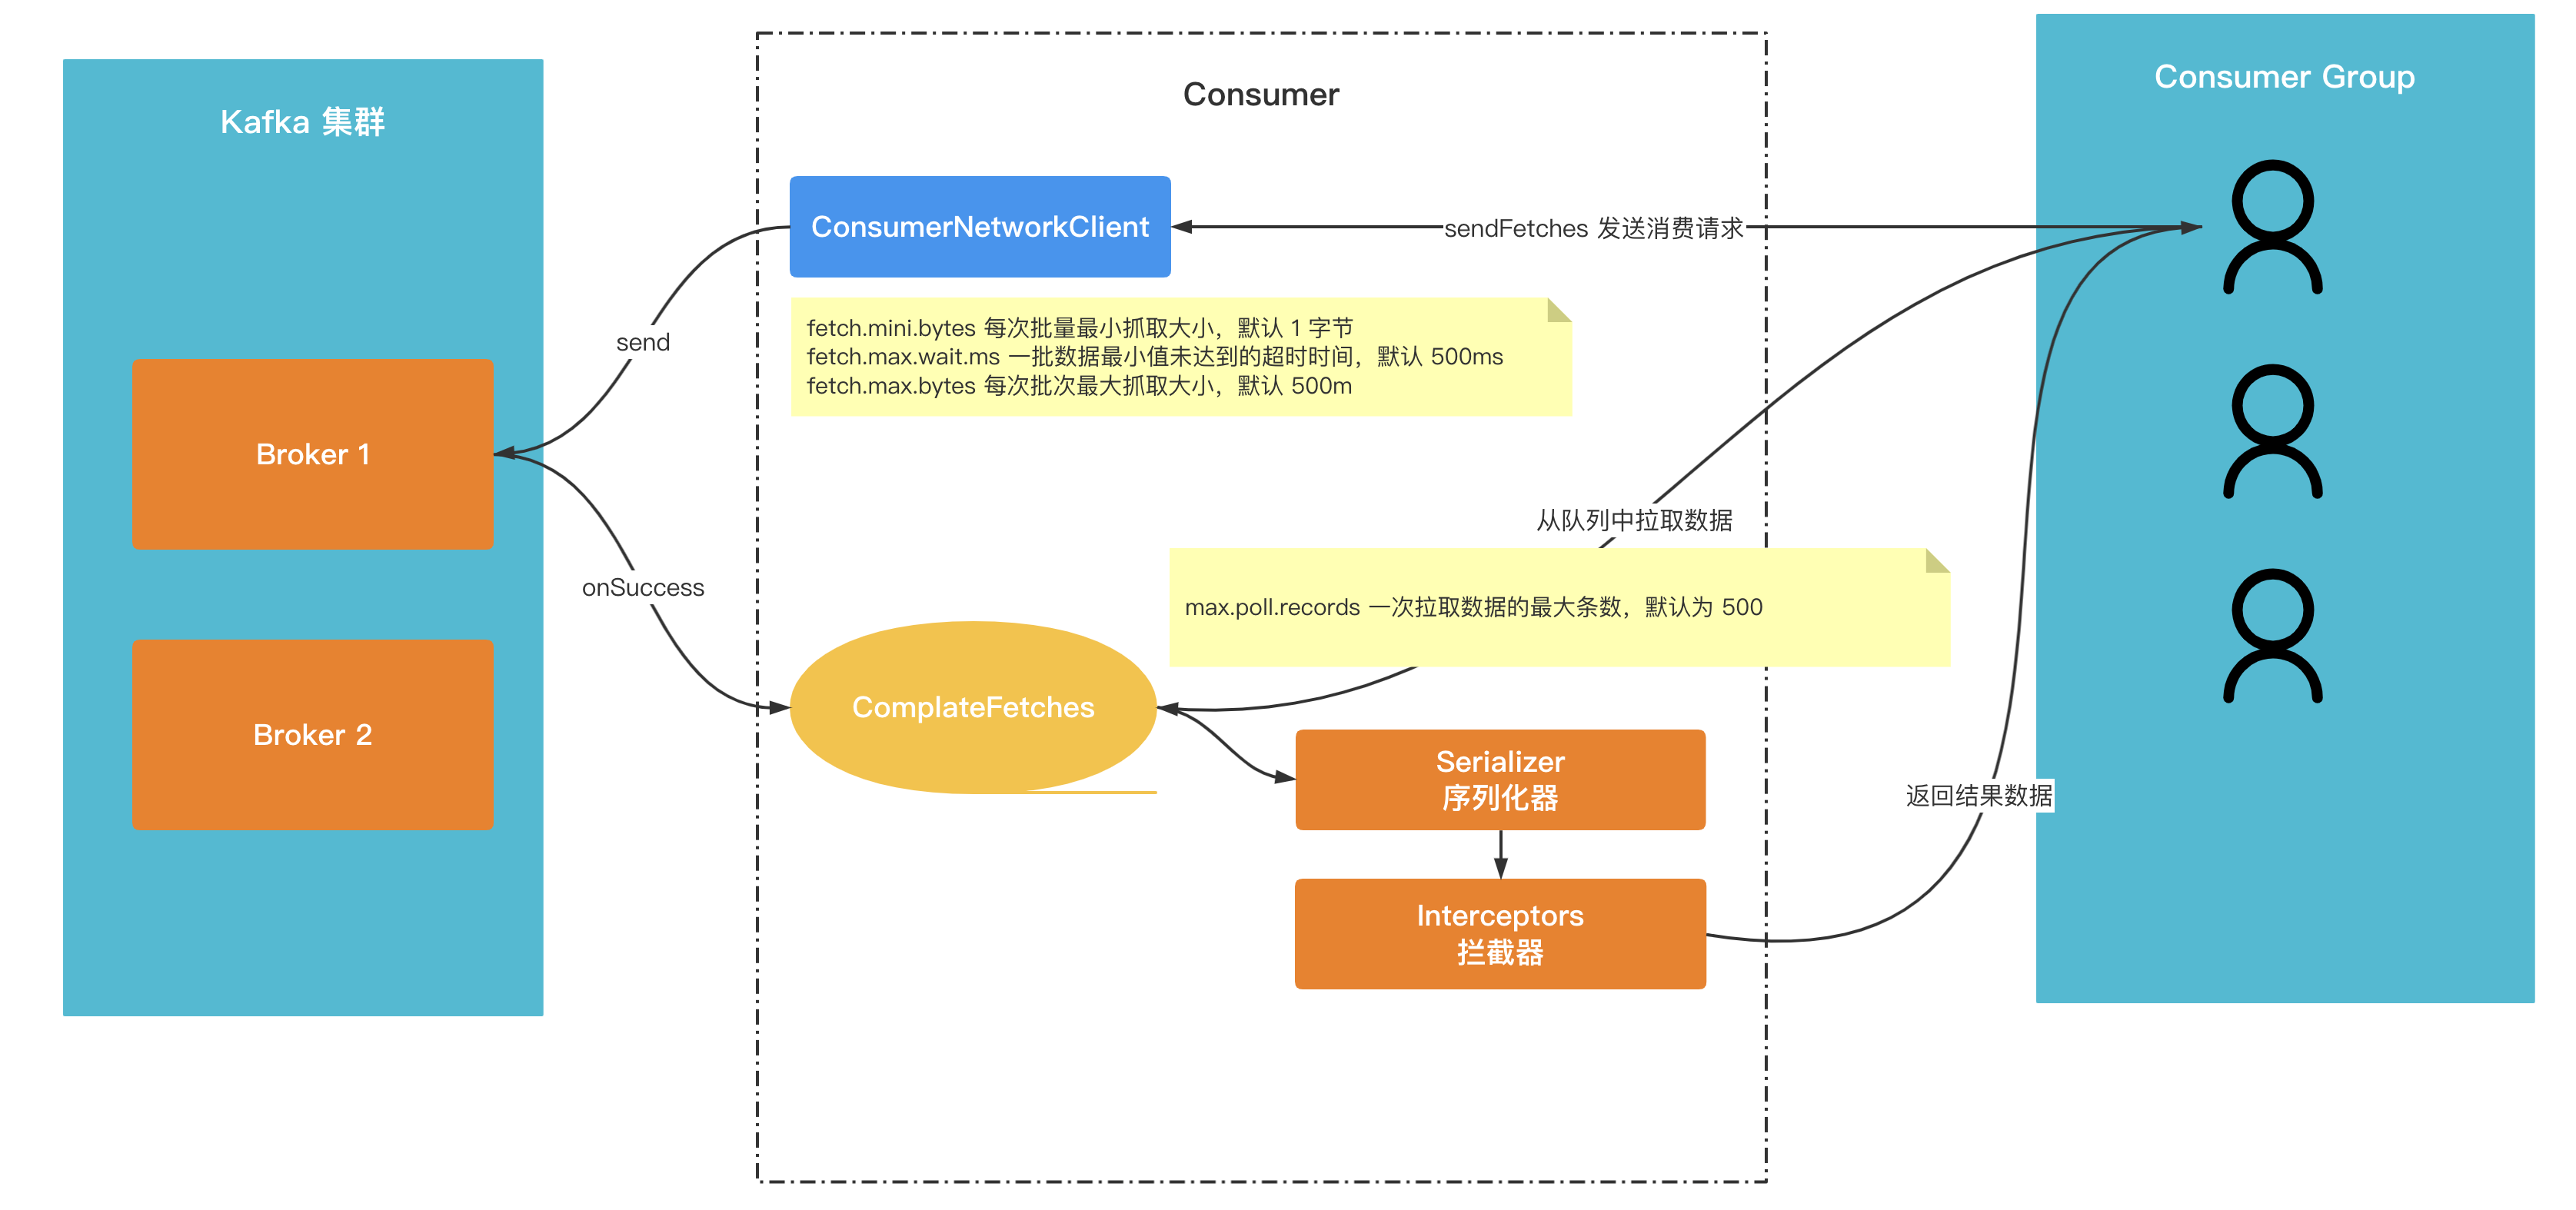 Kafka 集群
Broker 1
Broker 2
send
onSuccess
Consumer
ConsumerNetworkClient
sendFetches 发送消费请求
fetch.mini.bytes 每次批量最小抓取大小，默认 1 字节
fetch.max.wait.ms 一批数据最小值未达到的超时时间，默认 500ms
fetch.max.bytes 每次批次最大抓取大小，默认 500m
从队列中拉取数据
max.poll.records 一次拉取数据的最大条数，默认为 500
ComplateFetches
Serializer
序列化器
Interceptors
拦截器
返回结果数据
Consumer Group